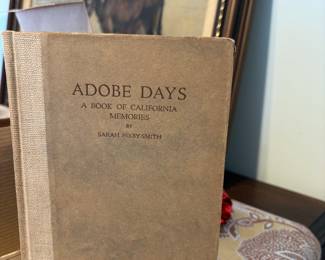 ADOBE DAYS
A BOOK OF CALIFORNIA
MEMORIES
BY
SARAH BIXBY-SMITH